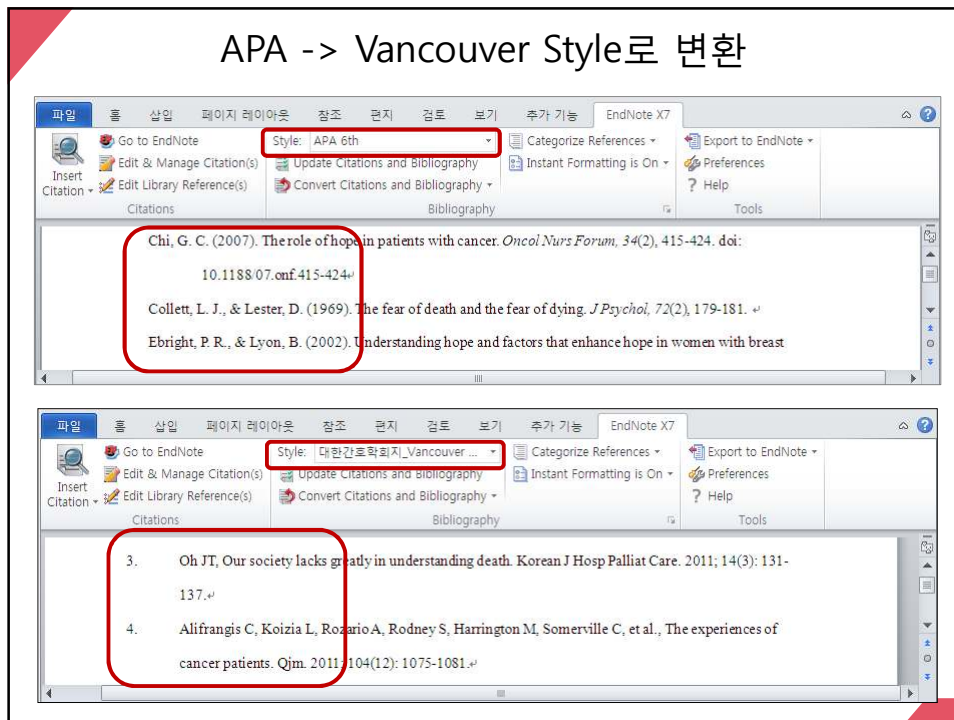 APA -> Vancouver Style로 변환
파일 홈 삽입 페이지 레이아웃 참조 편지 검토 보기 추가 기능 EndNote X7
Go to EndNote Style: APA 6th Categorize References Export to EndNote
Edit & Manage Citation(s) Update Citations and Bibliography Instant Formatting is On Preferences
Insert Citation Edit Library Reference(s) Convert Citations and Bibliography ? Help
Citations Bibliography Tools
Chi, G. C. (2007). The role of hope in patients with cancer. Oncol Nurs Forum, 34(2), 415-424. doi:
10.1188/07.onf.415-424
Collett, L. J., & Lester, D. (1969). The fear of death and the fear of dying. J Psychol, 72(2), 179-181.
Ebright, P. R., & Lyon, B. (2002). Understanding hope and factors that enhance hope in women with breast
파일 홈 삽입 페이지 레이아웃 참조 편지 검토 보기 추가 기능 EndNote X7
Go to EndNote Style: 대한간호학회지_Vancouver ... Categorize References Export to EndNote
Edit & Manage Citation(s) Update Citations and Bibliography Instant Formatting is On Preferences
Insert Citation Edit Library Reference(s) Convert Citations and Bibliography ? Help
Citations Bibliography Tools
3. Oh JT, Our society lacks greatly in understanding death. Korean J Hosp Palliat Care. 2011; 14(3): 131-
137.
4. Alifrangis C, Koizia L, Rozario A, Rodney S, Harrington M, Somerville C, et al., The experiences of
cancer patients. Qjm. 2011; 104(12): 1075-1081.